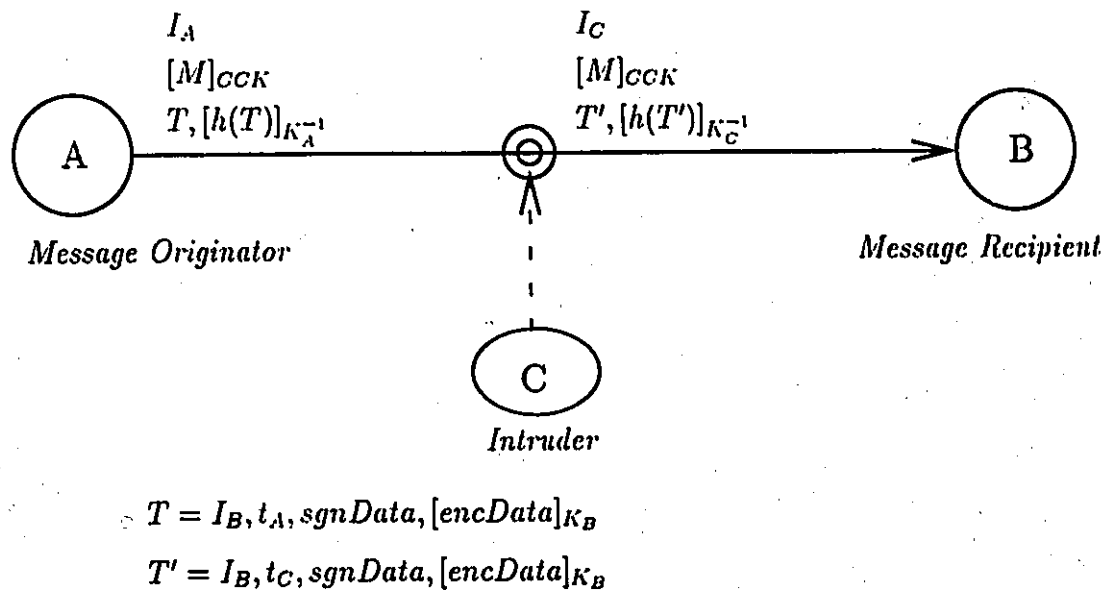 I_A
[M]_{CCK}
T, [h(T)]_{K_A^{-1}}
I_C
[M]_{CCK}
T', [h(T')]_{K_C^{-1}}
A
B
Message Originator
Message Recipient
C
Intruder
T = I_B, t_A, sgnData, [encData]_{K_B}
T' = I_B, t_C, sgnData, [encData]_{K_B}